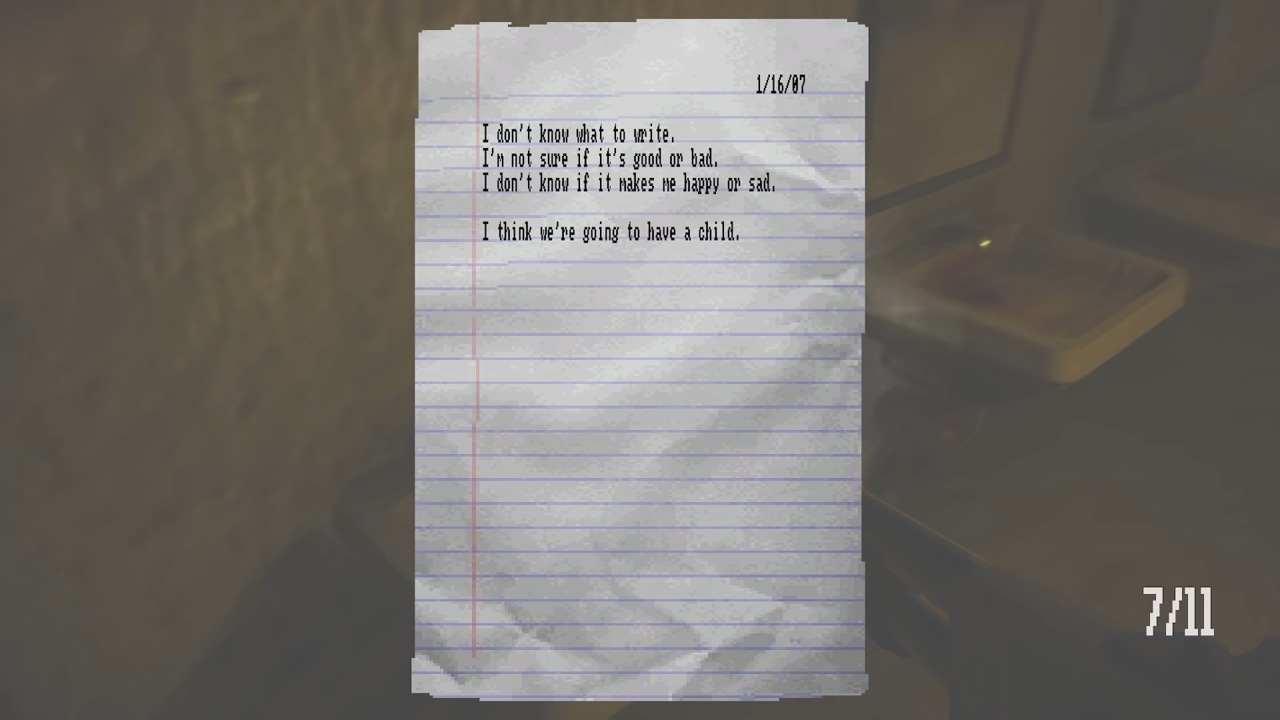 1/16/07
I don't know what to write.
I'm not sure if it's good or bad.
I don't know if it makes me happy or sad.
I think we're going to have a child.
7/11